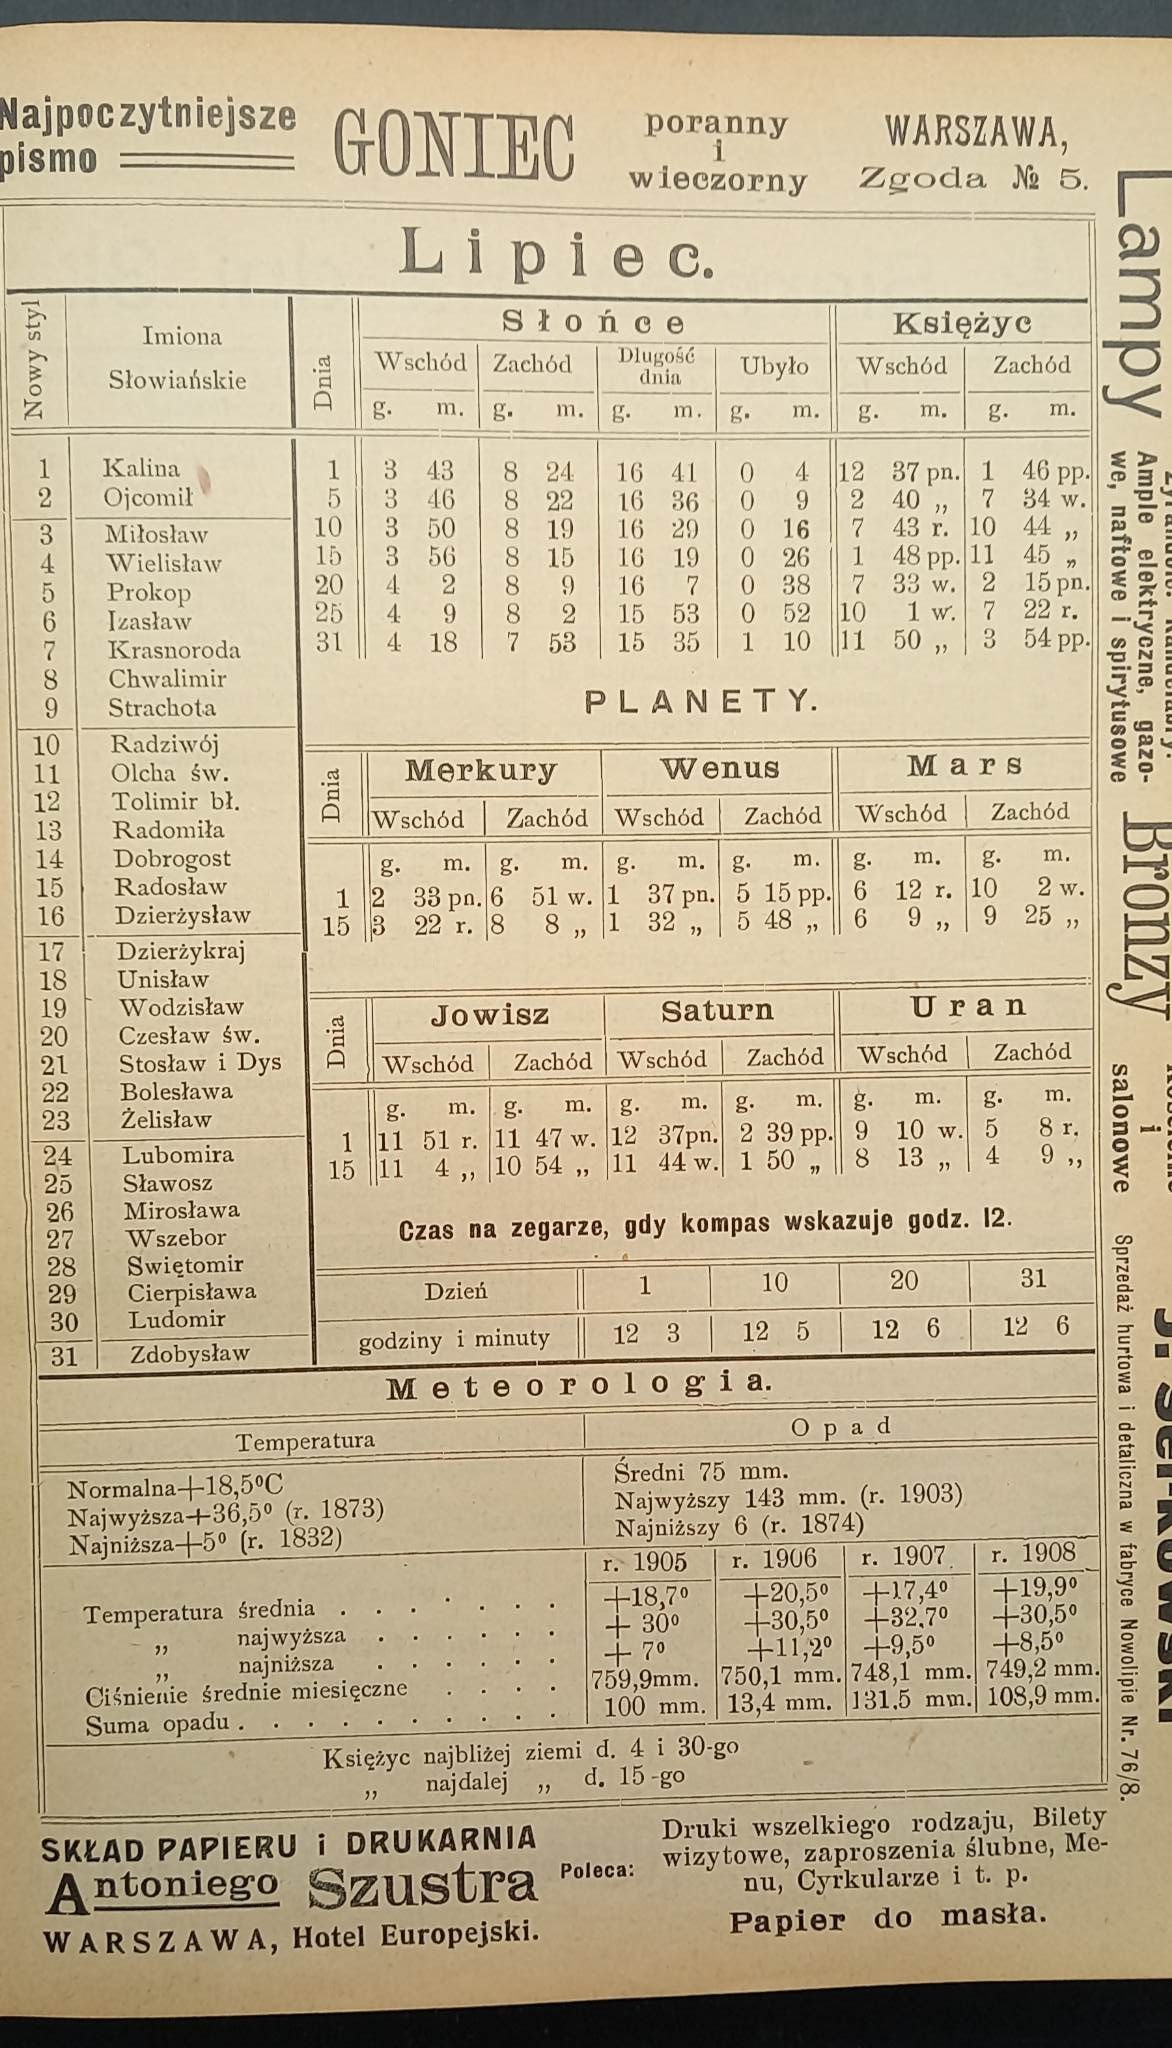 Najpoczytniejsze
pismo
GONIEC
poranny
i
wieczorny
WARSZAWA,
Zgoda № 5.
Lipiec.
Nowy styl
Imiona
Słowiańskie
Dnia
Słońce
Księżyc
Wschód Zachód Długość dnia Ubyło Wschód Zachód
g. m. g. m. g. m. g. m. g. m. g. m.
1 Kalina
2 Ojcomił
3 Miłosław
4 Wielisław
5 Prokop
6 Izasław
7 Krasnoroda
8 Chwalimir
9 Strachota
10 Radziwój
11 Olcha św.
12 Tolimir bł.
13 Radomiła
14 Dobrogost
15 Radosław
16 Dzierżysław
17 Dzierżykraj
18 Unisław
19 Wodzisław
20 Czesław św.
21 Stosław i Dys
22 Bolesława
23 Żelisław
24 Lubomira
25 Sławosz
26 Mirosława
27 Wszebor
28 Swiętomir
29 Cierpisława
30 Ludomir
31 Zdobysław
1 3 43 8 24 16 41 0 4 12 37 pn. 1 46 pp.
5 3 46 8 22 16 36 0 9 2 40 „ 7 34 w.
10 3 50 8 19 16 29 0 16 7 43 r. 10 44 „
15 3 56 8 15 16 19 0 26 1 48 pp. 11 45 „
20 4 2 8 9 16 7 0 38 7 33 w. 2 15 pn.
25 4 9 8 2 15 53 0 52 10 1 w. 7 22 r.
31 4 18 7 53 15 35 1 10 11 50 „ 3 54 pp.
PLANETY.
Dnia
Merkury Wenus Mars
Wschód Zachód Wschód Zachód Wschód Zachód
g. m. g. m. g. m. g. m. g. m. g. m.
1 2 33 pn. 6 51 w. 1 37 pn. 5 15 pp. 6 12 r. 10 2 w.
15 3 22 r. 8 8 „ 1 32 „ 5 48 „ 6 9 „ 9 25 „
Dnia
Jowisz Saturn Uran
Wschód Zachód Wschód Zachód Wschód Zachód
g. m. g. m. g. m. g. m. g. m. g. m.
1 11 51 r. 11 47 w. 12 37pn. 2 39 pp. 9 10 w. 5 8 r.
15 11 4 „ 10 54 „ 11 44 w. 1 50 „ 8 13 „ 4 9 „
Czas na zegarze, gdy kompas wskazuje godz. 12.
Dzień 1 10 20 31
godziny i minuty 12 3 12 5 12 6 12 6
Meteorologia.
Temperatura
Opad
Normalna+18,5⁰C
Najwyższa+36,5⁰ (r. 1873)
Najniższa+5⁰ (r. 1832)
Średni 75 mm.
Najwyższy 143 mm. (r. 1903)
Najniższy 6 (r. 1874)
r. 1905 r. 1906 r. 1907 r. 1908
Temperatura średnia . . . . . . +18,7⁰ +20,5⁰ +17,4⁰ +19,9⁰
„ najwyższa . . . . . . + 30⁰ +30,5⁰ +32,7⁰ +30,5⁰
„ najniższa . . . . . . + 7⁰ +11,2⁰ +9,5⁰ +8,5⁰
Ciśnienie średnie miesięczne . . . . 759,9mm. 750,1 mm. 748,1 mm. 749,2 mm.
Suma opadu . . . . . . . . . 100 mm. 13,4 mm. 131.5 mm. 108,9 mm.
Księżyc najbliżej ziemi d. 4 i 30-go
„ najdalej „ d. 15-go
SKŁAD PAPIERU i DRUKARNIA
Antoniego Szustra
WARSZAWA, Hotel Europejski.
Poleca:
Druki wszelkiego rodzaju, Bilety
wizytowe, zaproszenia ślubne, Me-
nu, Cyrkularze i t. p.
Papier do masła.
Lampy
Ample elektryczne, gazo-
we, naftowe i spirytusowe
Bronzy
i
salonowe
Sprzedaż hurtowa i detaliczna w fabryce Nowolipie Nr. 76/8.